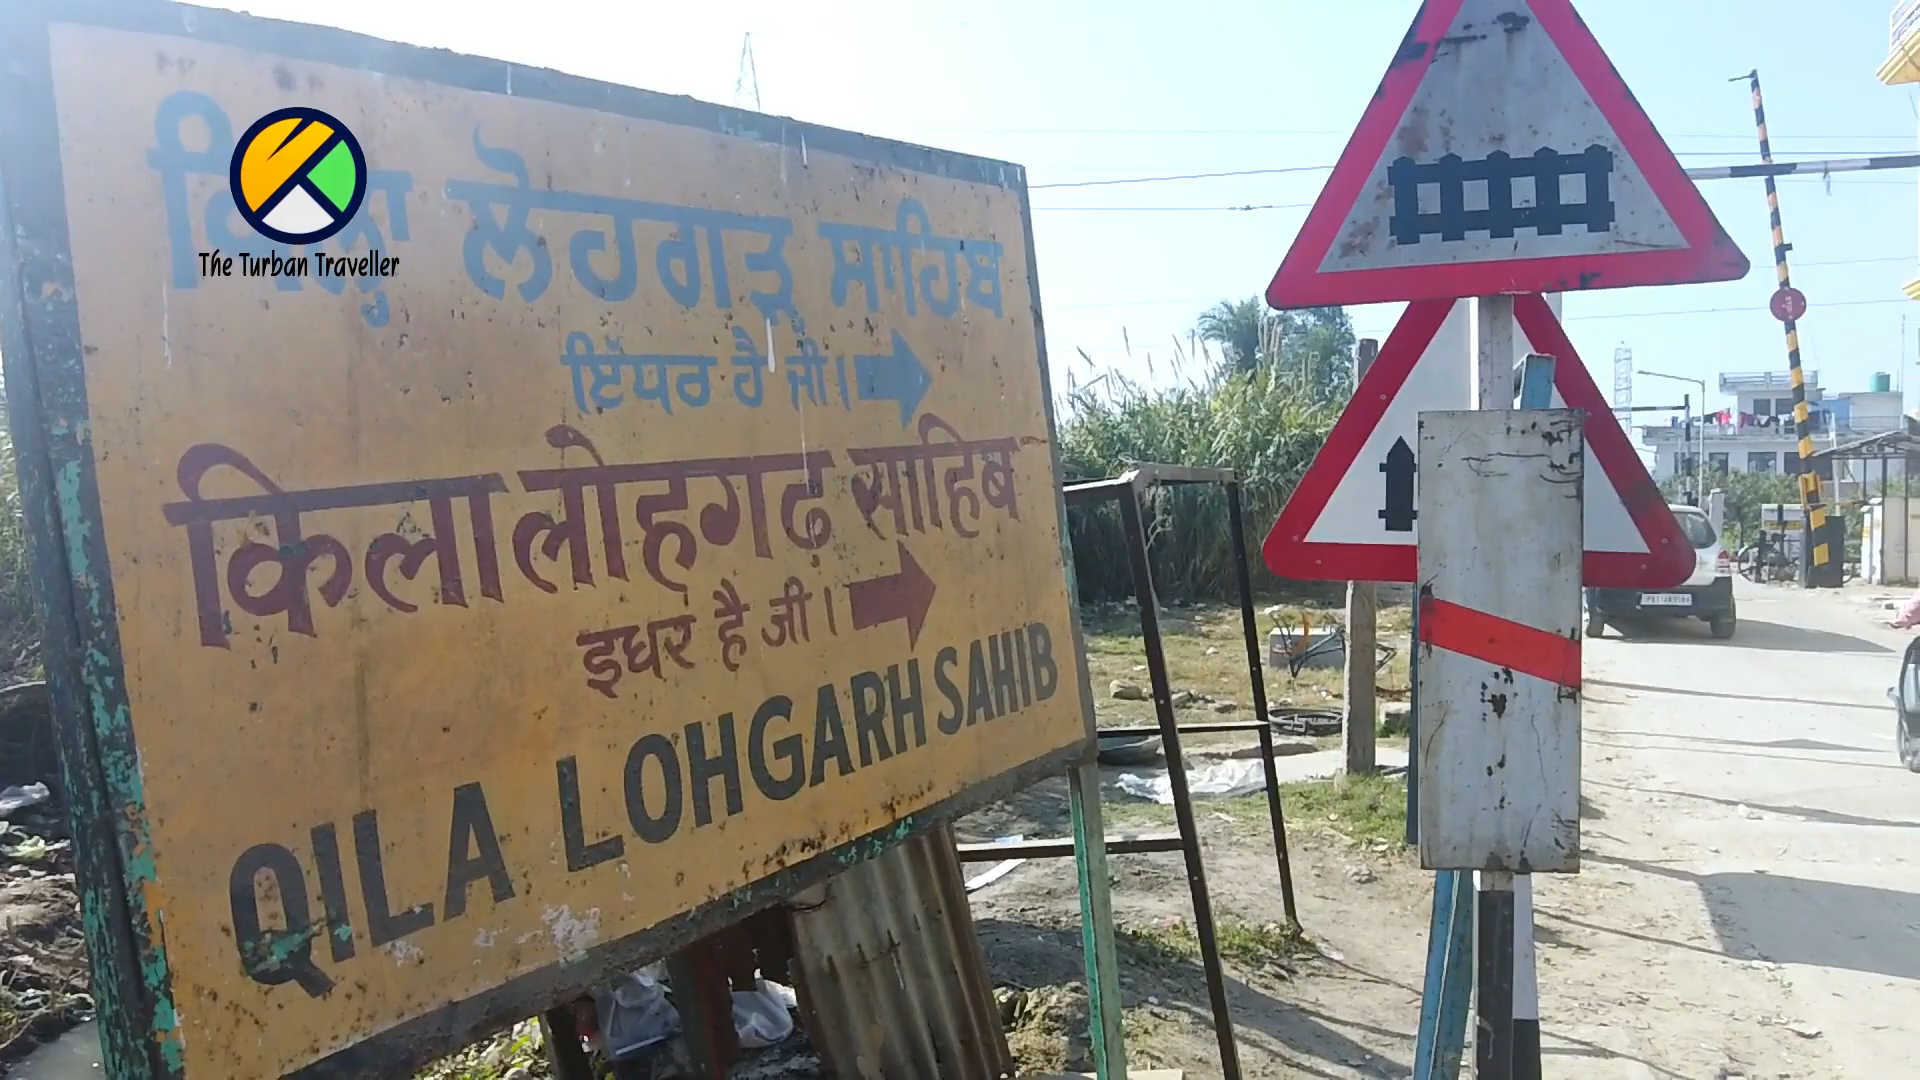 The Turban Traveller
ਕਿਲ੍ਹਾ ਲੋਹਗੜ੍ਹ ਸਾਹਿਬ
ਇੱਧਰ ਹੈ ਜੀ।
किला लोहगढ़ साहिब
इधर है जी।
QILA LOHGARH SAHIB